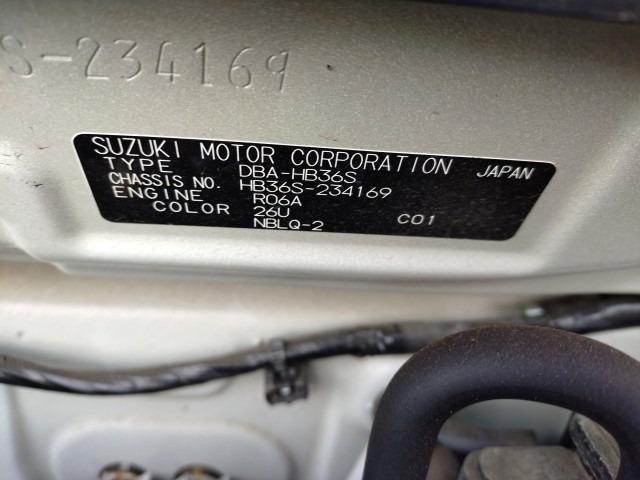 S-234169
SUZUKI MOTOR CORPORATION JAPAN
TYPE DBA-HB36S
CHASSIS NO. HB36S-234169
ENGINE R06A
COLOR 26U C01
NBLQ-2